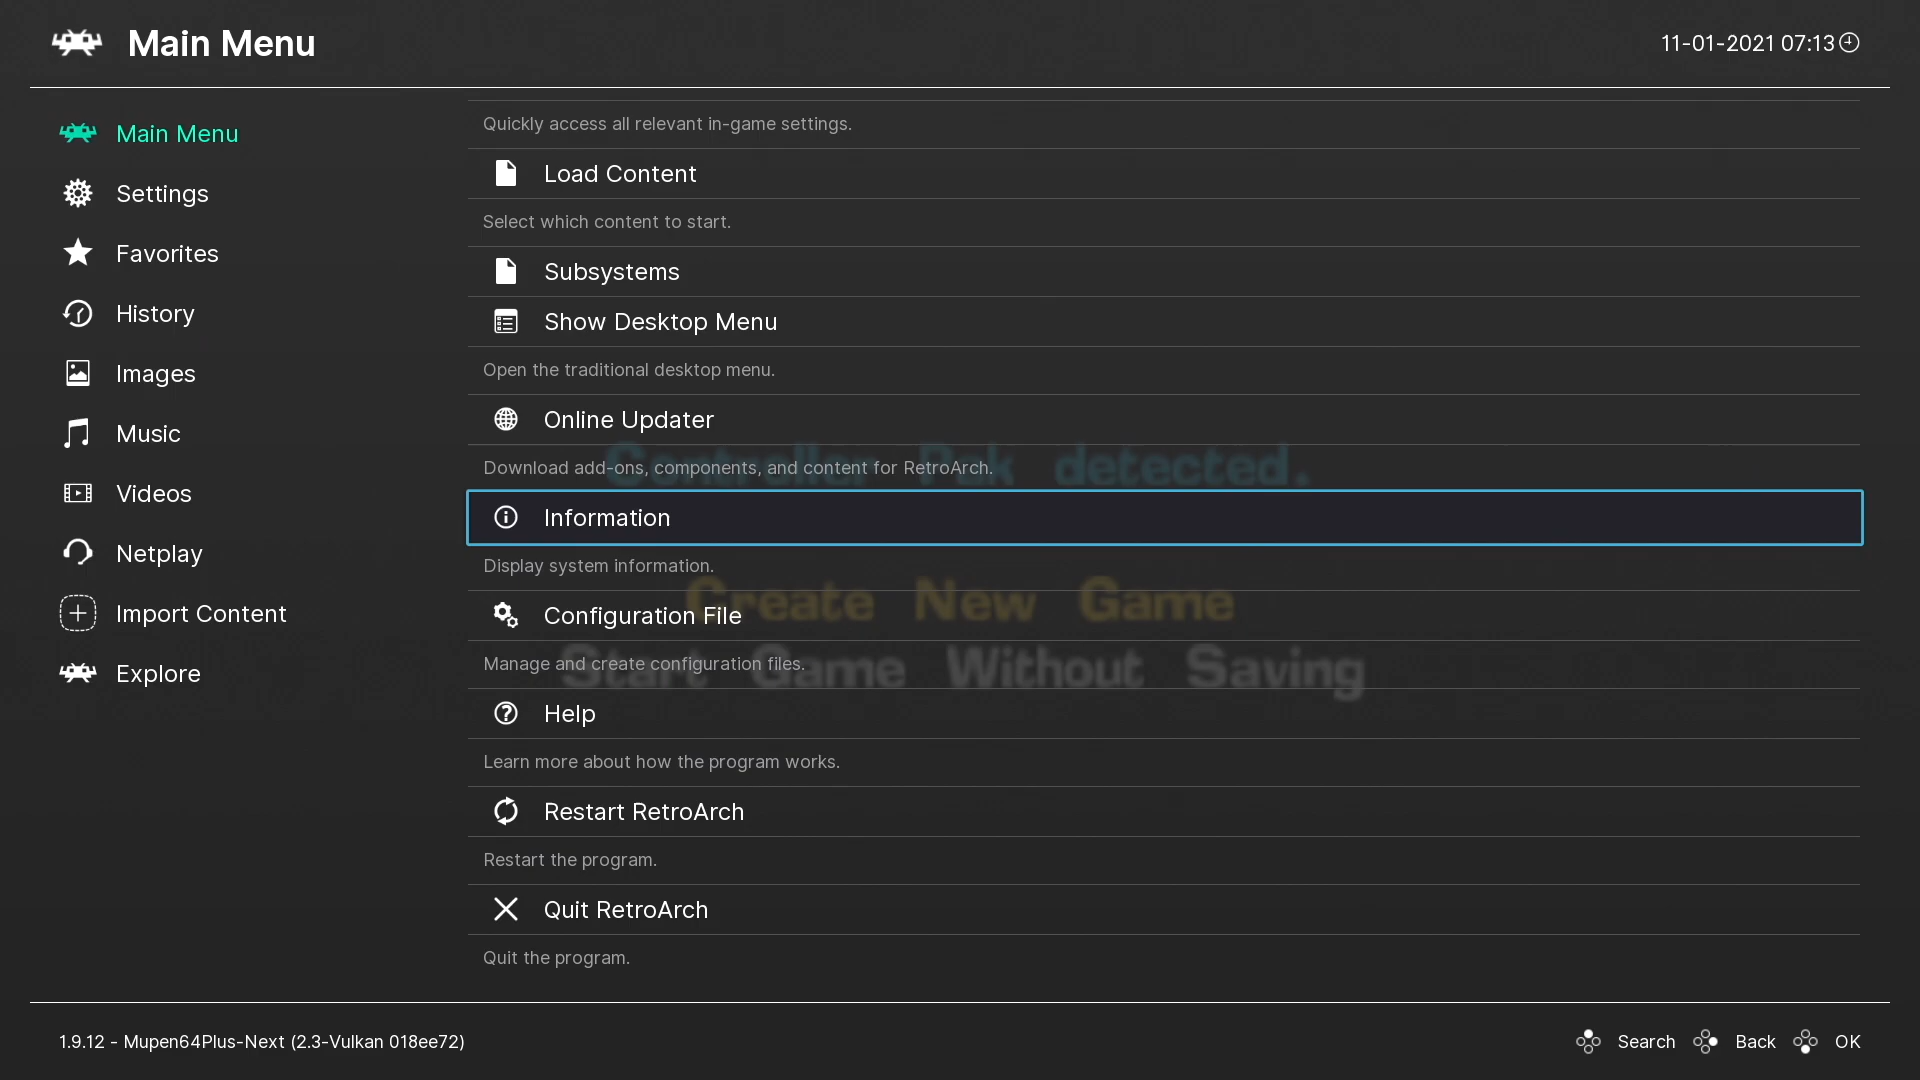 Main Menu
11-01-2021 07:13
Main Menu
Settings
Favorites
History
Images
Music
Videos
Netplay
Import Content
Explore
Quickly access all relevant in-game settings.
Load Content
Select which content to start.
Subsystems
Show Desktop Menu
Open the traditional desktop menu.
Online Updater
Controller Pak detected.
Download add-ons, components, and content for RetroArch.
Information
Display system information.
Create New Game
Configuration File
Manage and create configuration files.
Start Game Without Saving
Help
Learn more about how the program works.
Restart RetroArch
Restart the program.
Quit RetroArch
Quit the program.
1.9.12 - Mupen64Plus-Next (2.3-Vulkan 018ee72)
Search Back OK